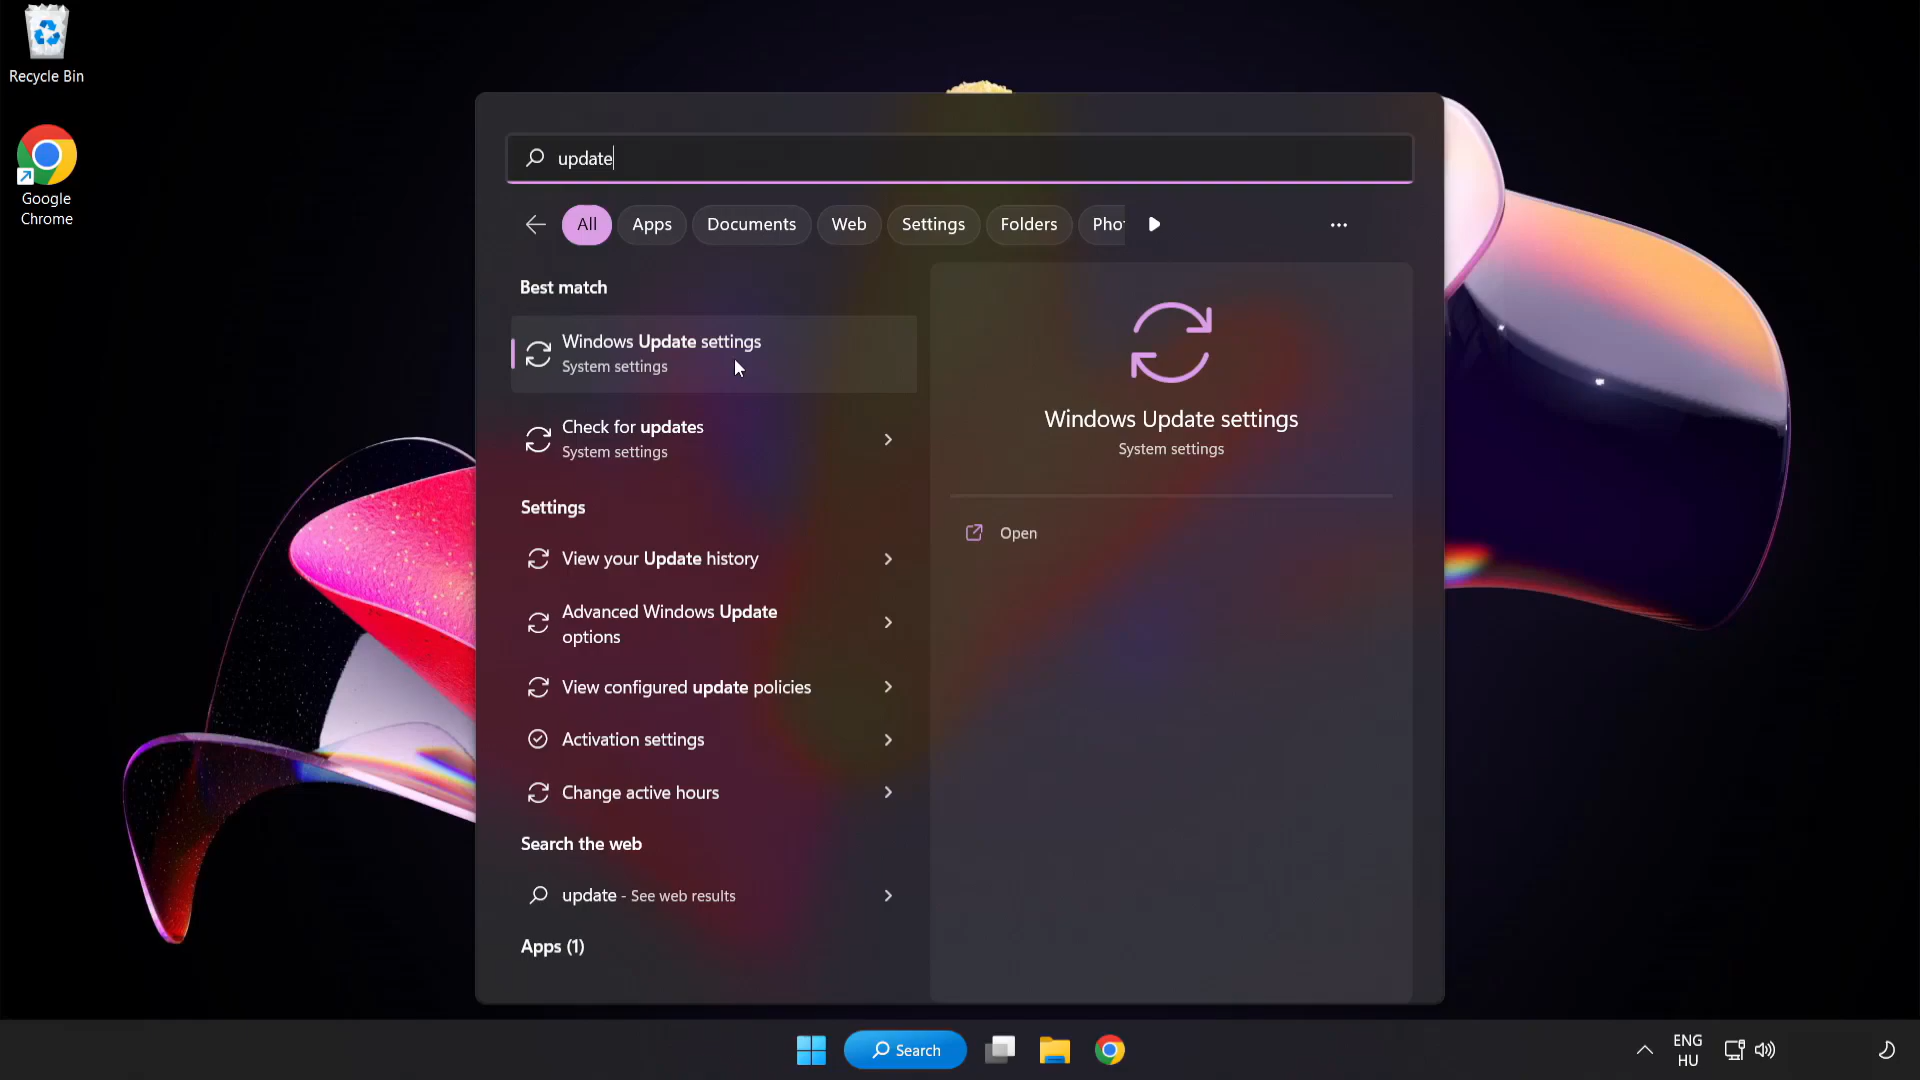 Recycle Bin
Google
Chrome
update
All
Apps
Documents
Web
Settings
Folders
Pho
Best match
Windows Update settings
System settings
Check for updates
System settings
Settings
View your Update history
Advanced Windows Update
options
View configured update policies
Activation settings
Change active hours
Search the web
update - See web results
Apps (1)
Windows Update settings
System settings
Open
Search
ENG
HU